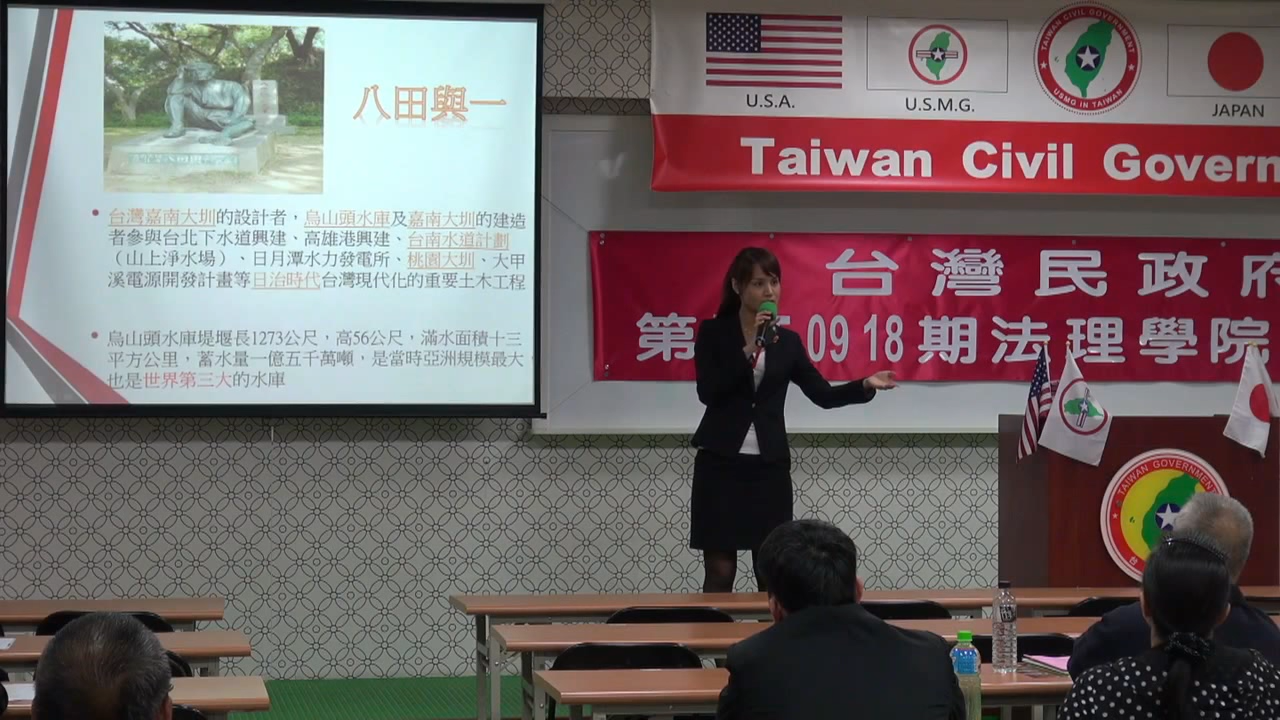 八田與一
台灣嘉南大圳的設計者，烏山頭水庫及嘉南大圳的建造
者參與台北下水道興建、高雄港興建、台南水道計劃
（山上淨水場）、日月潭水力發電所、桃園大圳、大甲
溪電源開發計畫等日治時代台灣現代化的重要土木工程
烏山頭水庫堤堰長1273公尺，高56公尺，滿水面積十三
平方公里，蓄水量一億五千萬噸，是當時亞洲規模最大
也是世界第三大的水庫
U.S.A.
U.S.M.G.
TAIWAN CIVIL GOVERNMENT
USMG IN TAIWAN
JAPAN
Taiwan Civil Govern
台灣民政府
第 09 18期法理學院
TAIWAN GOVERNMENT
台